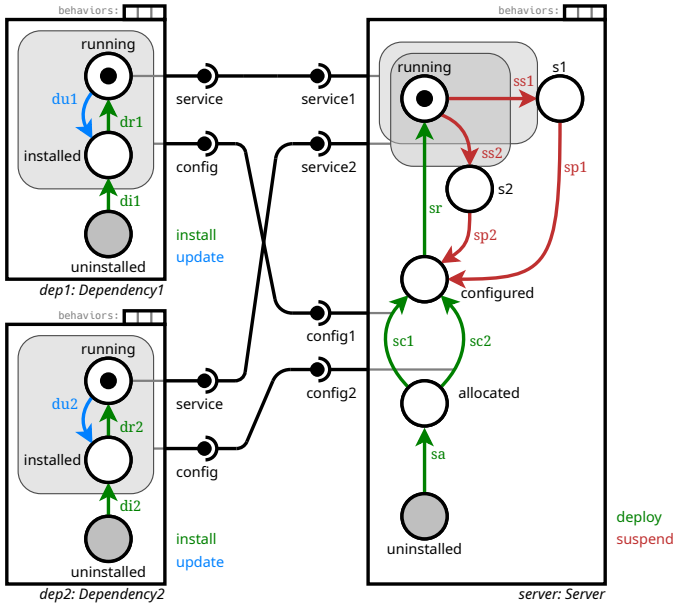 behaviors:
running
du1
dr1
installed
di1
uninstalled
service
config
install
update
dep1: Dependency1
behaviors:
running
du2
dr2
installed
di2
uninstalled
service
config
install
update
dep2: Dependency2
behaviors:
service1
service2
config1
config2
running
s1
ss1
ss2
s2
sp1
sr
sp2
configured
sc1
sc2
allocated
sa
uninstalled
deploy
suspend
server: Server